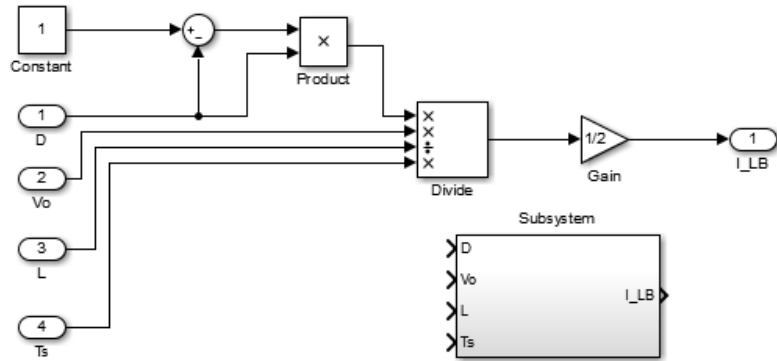 1
Constant
+
−
×
Product
1
D
2
Vo
3
L
4
Ts
×
×
÷
×
Divide
1/2
Gain
1
I_LB
Subsystem
D
Vo
L
Ts
I_LB